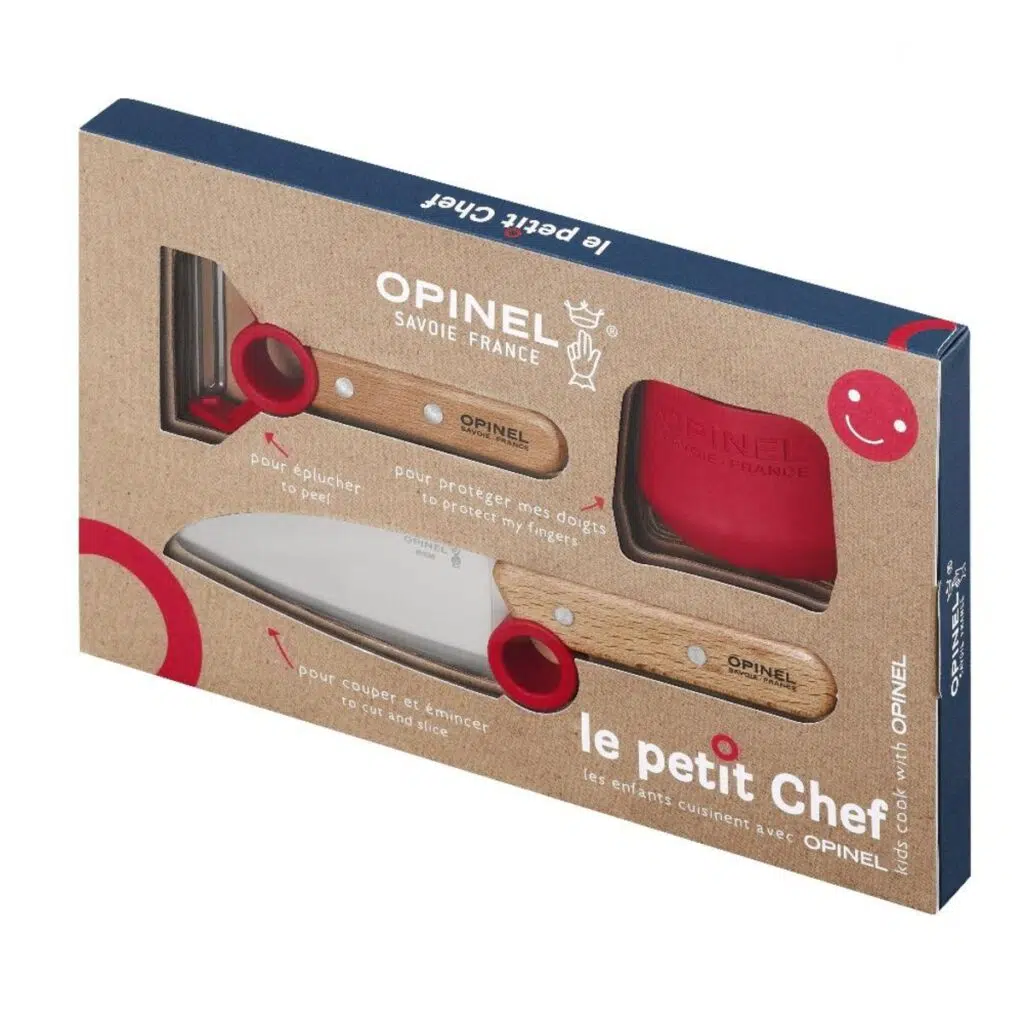 le petit Chef
OPINEL
SAVOIE FRANCE
®
OPINEL
SAVOIE · FRANCE
OPINEL
SAVOIE · FRANCE
pour éplucher
to peel
pour protéger mes doigts
to protect my fingers
OPINEL
OPINEL
SAVOIE · FRANCE
pour couper et émincer
to cut and slice
le petit Chef
les enfants cuisinent avec OPINEL
kids cook with OPINEL
OPINEL
SAVOIE FRANCE
®